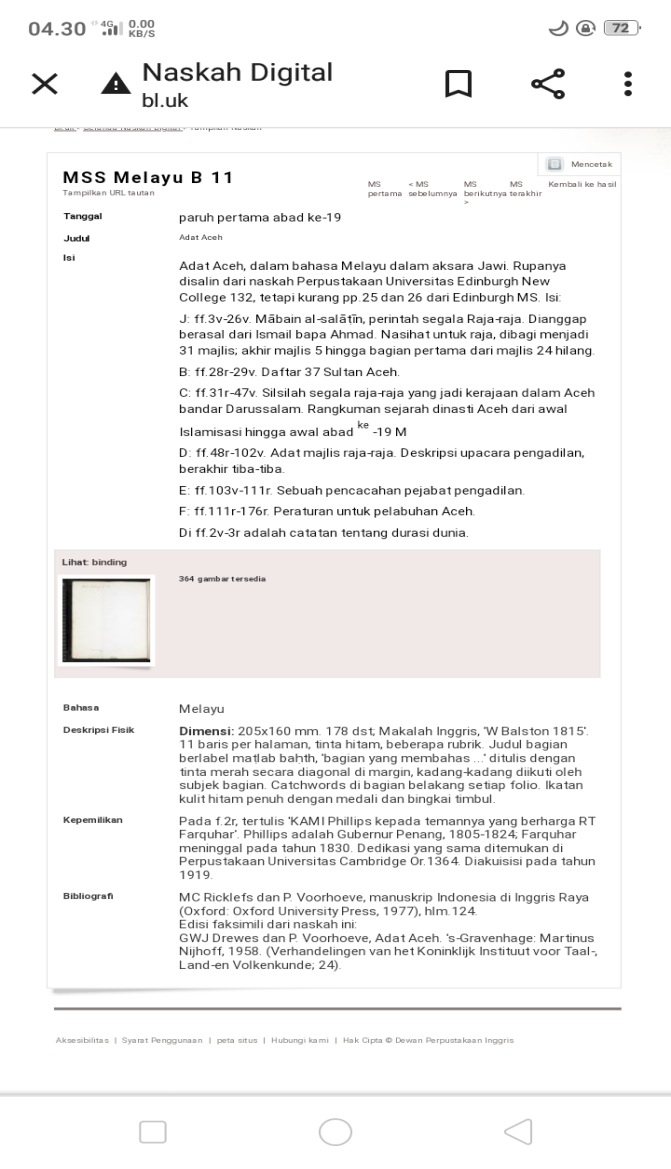 04.30 4G 0.00 KB/S 72
Naskah Digital
bl.uk
Mencetak
MSS Melayu B 11
Tampilkan URL tautan
MS pertama < MS sebelumnya MS berikutnya > MS terakhir Kembali ke hasil
Tanggal paruh pertama abad ke-19
Judul Adat Aceh
Isi
Adat Aceh, dalam bahasa Melayu dalam aksara Jawi. Rupanya
disalin dari naskah Perpustakaan Universitas Edinburgh New
College 132, tetapi kurang pp.25 dan 26 dari Edinburgh MS. Isi:
J: ff.3v-26v. Mābain al-salāṭīn, perintah segala Raja-raja. Dianggap
berasal dari Ismail bapa Ahmad. Nasihat untuk raja, dibagi menjadi
31 majlis; akhir majlis 5 hingga bagian pertama dari majlis 24 hilang.
B: ff.28r-29v. Daftar 37 Sultan Aceh.
C: ff.31r-47v. Silsilah segala raja-raja yang jadi kerajaan dalam Aceh
bandar Darussalam. Rangkuman sejarah dinasti Aceh dari awal
Islamisasi hingga awal abad ke -19 M
D: ff.48r-102v. Adat majlis raja-raja. Deskripsi upacara pengadilan,
berakhir tiba-tiba.
E: ff.103v-111r. Sebuah pencacahan pejabat pengadilan.
F: ff.111r-176r. Peraturan untuk pelabuhan Aceh.
Di ff.2v-3r adalah catatan tentang durasi dunia.
Lihat: binding
364 gambar tersedia
Bahasa Melayu
Deskripsi Fisik Dimensi: 205x160 mm. 178 dst; Makalah Inggris, 'W Balston 1815'.
11 baris per halaman, tinta hitam, beberapa rubrik. Judul bagian
berlabel maṭlab baḥth, 'bagian yang membahas ...' ditulis dengan
tinta merah secara diagonal di margin, kadang-kadang diikuti oleh
subjek bagian. Catchwords di bagian belakang setiap folio. Ikatan
kulit hitam penuh dengan medali dan bingkai timbul.
Kepemilikan Pada f.2r, tertulis 'KAMI Phillips kepada temannya yang berharga RT
Farquhar'. Phillips adalah Gubernur Penang, 1805-1824; Farquhar
meninggal pada tahun 1830. Dedikasi yang sama ditemukan di
Perpustakaan Universitas Cambridge Or.1364. Diakuisisi pada tahun
1919.
Bibliografi MC Ricklefs dan P. Voorhoeve, manuskrip Indonesia di Inggris Raya
(Oxford: Oxford University Press, 1977), hlm.124.
Edisi faksimili dari naskah ini:
GWJ Drewes dan P. Voorhoeve, Adat Aceh. 's-Gravenhage: Martinus
Nijhoff, 1958. (Verhandelingen van het Koninklijk Instituut voor Taal-,
Land-en Volkenkunde; 24).
Aksesibilitas | Syarat Penggunaan | peta situs | Hubungi kami | Hak Cipta © Dewan Perpustakaan Inggris